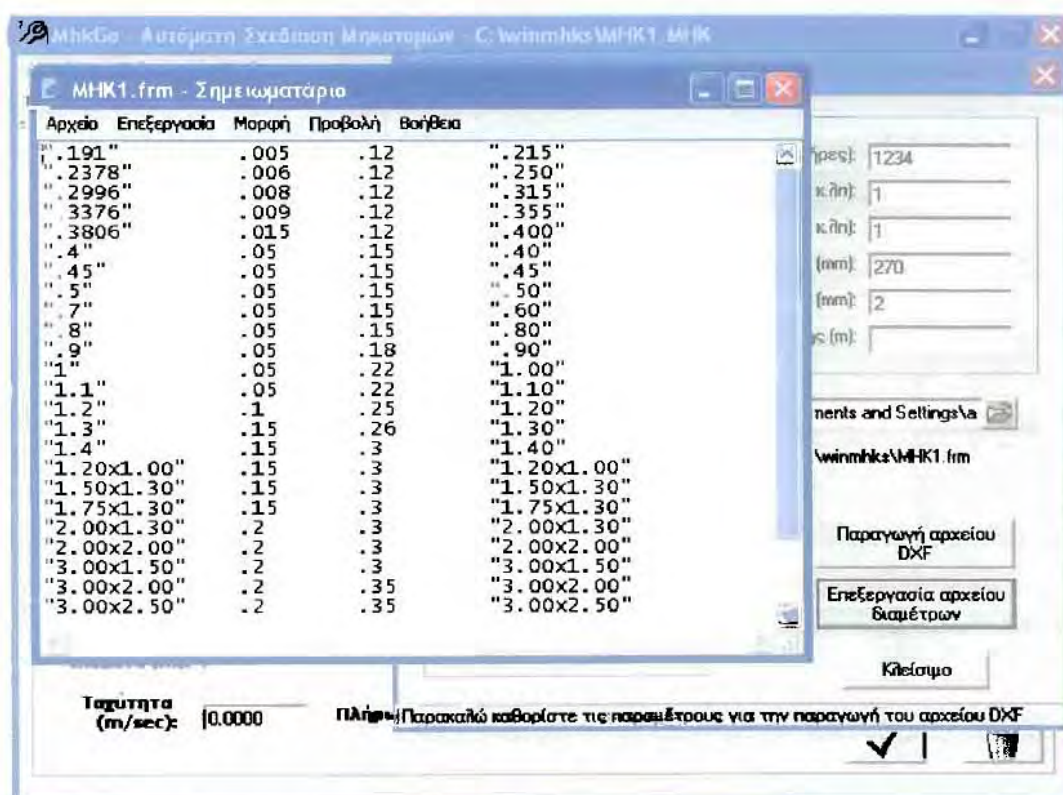 MhkGo - Αυτόματη Σχεδίαση Μηκοτομών - C:\winmhks\MHK1.MHK
MHK1.frm - Σημειωματάριο
Αρχείο Επεξεργασία Μορφή Προβολή Βοήθεια
".191" .005 .12 ".215"
".2378" .006 .12 ".250"
".2996" .008 .12 ".315"
".3376" .009 .12 ".355"
".3806" .015 .12 ".400"
".4" .05 .15 ".40"
".45" .05 .15 ".45"
".5" .05 .15 ".50"
".7" .05 .15 ".60"
".8" .05 .15 ".80"
".9" .05 .18 ".90"
"1" .05 .22 "1.00"
"1.1" .05 .22 "1.10"
"1.2" .1 .25 "1.20"
"1.3" .15 .26 "1.30"
"1.4" .15 .3 "1.40"
"1.20x1.00" .15 .3 "1.20x1.00"
"1.50x1.30" .15 .3 "1.50x1.30"
"1.75x1.30" .15 .3 "1.75x1.30"
"2.00x1.30" .2 .3 "2.00x1.30"
"2.00x2.00" .2 .3 "2.00x2.00"
"3.00x1.50" .2 .3 "3.00x1.50"
"3.00x2.00" .2 .35 "3.00x2.00"
"3.00x2.50" .2 .35 "3.00x2.50"
1234
κ.λπ): 1
κ.λπ): 1
(mm): 270
(mm): 2
(m):
ments and Settings\a
\winmhks\MHK1.frm
Παραγωγή αρχείου
DXF
Επεξεργασία αρχείου
διαμέτρων
Κλείσιμο
Ταχύτητα
(m/sec): 0.0000
Παρακαλώ καθορίστε τις παραμέτρους για την παραγωγή του αρχείου DXF